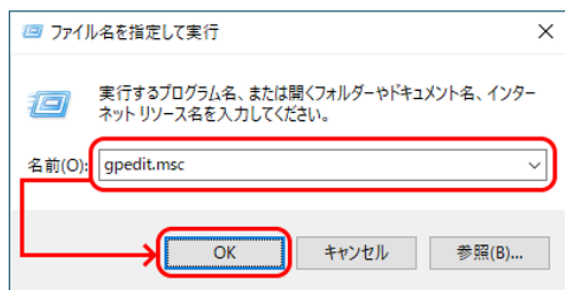 ファイル名を指定して実行
実行するプログラム名、または開くフォルダーやドキュメント名、インター
ネット リソース名を入力してください。
名前(O): gpedit.msc
OK キャンセル 参照(B)...